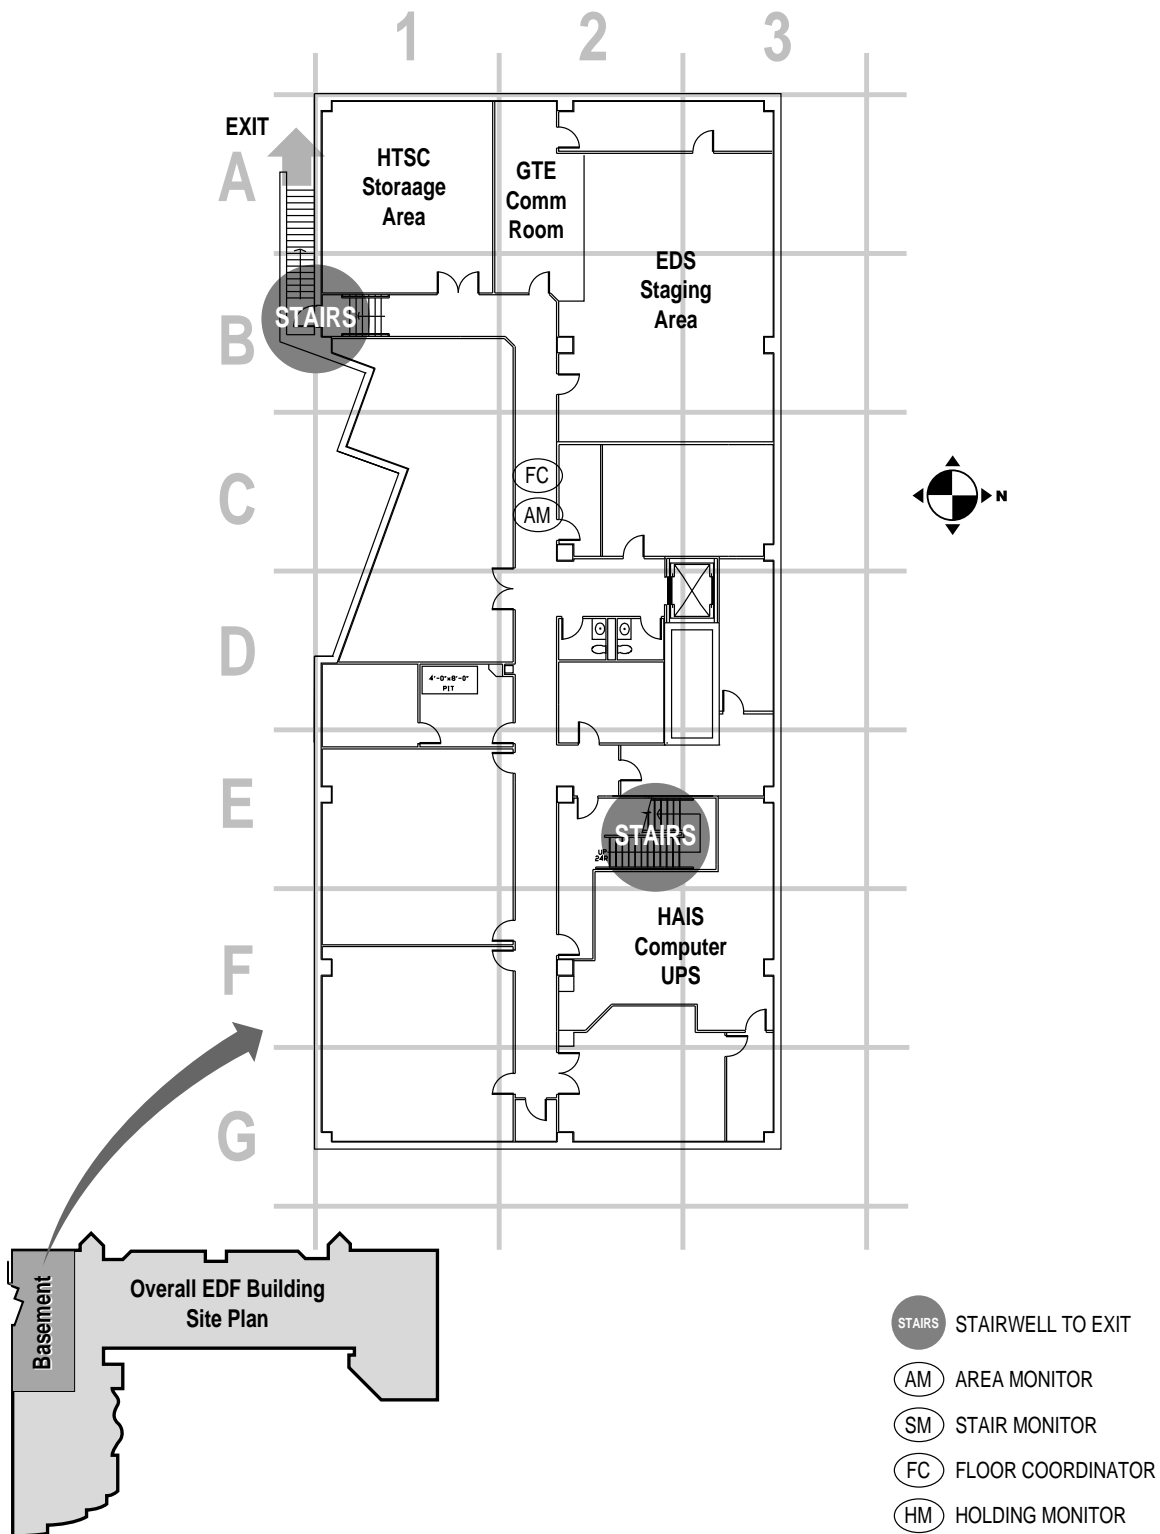 1 2 3
EXIT
A
HTSC
Storaage
Area
GTE
Comm
Room
EDS
Staging
Area
STAIRS
B
C
FC
AM
N
D
4'-0"x8'-0"
PIT
E
STAIRS
UP
24R
HAIS
Computer
UPS
F
G
Basement
Overall EDF Building
Site Plan
STAIRS STAIRWELL TO EXIT
AM AREA MONITOR
SM STAIR MONITOR
FC FLOOR COORDINATOR
HM HOLDING MONITOR